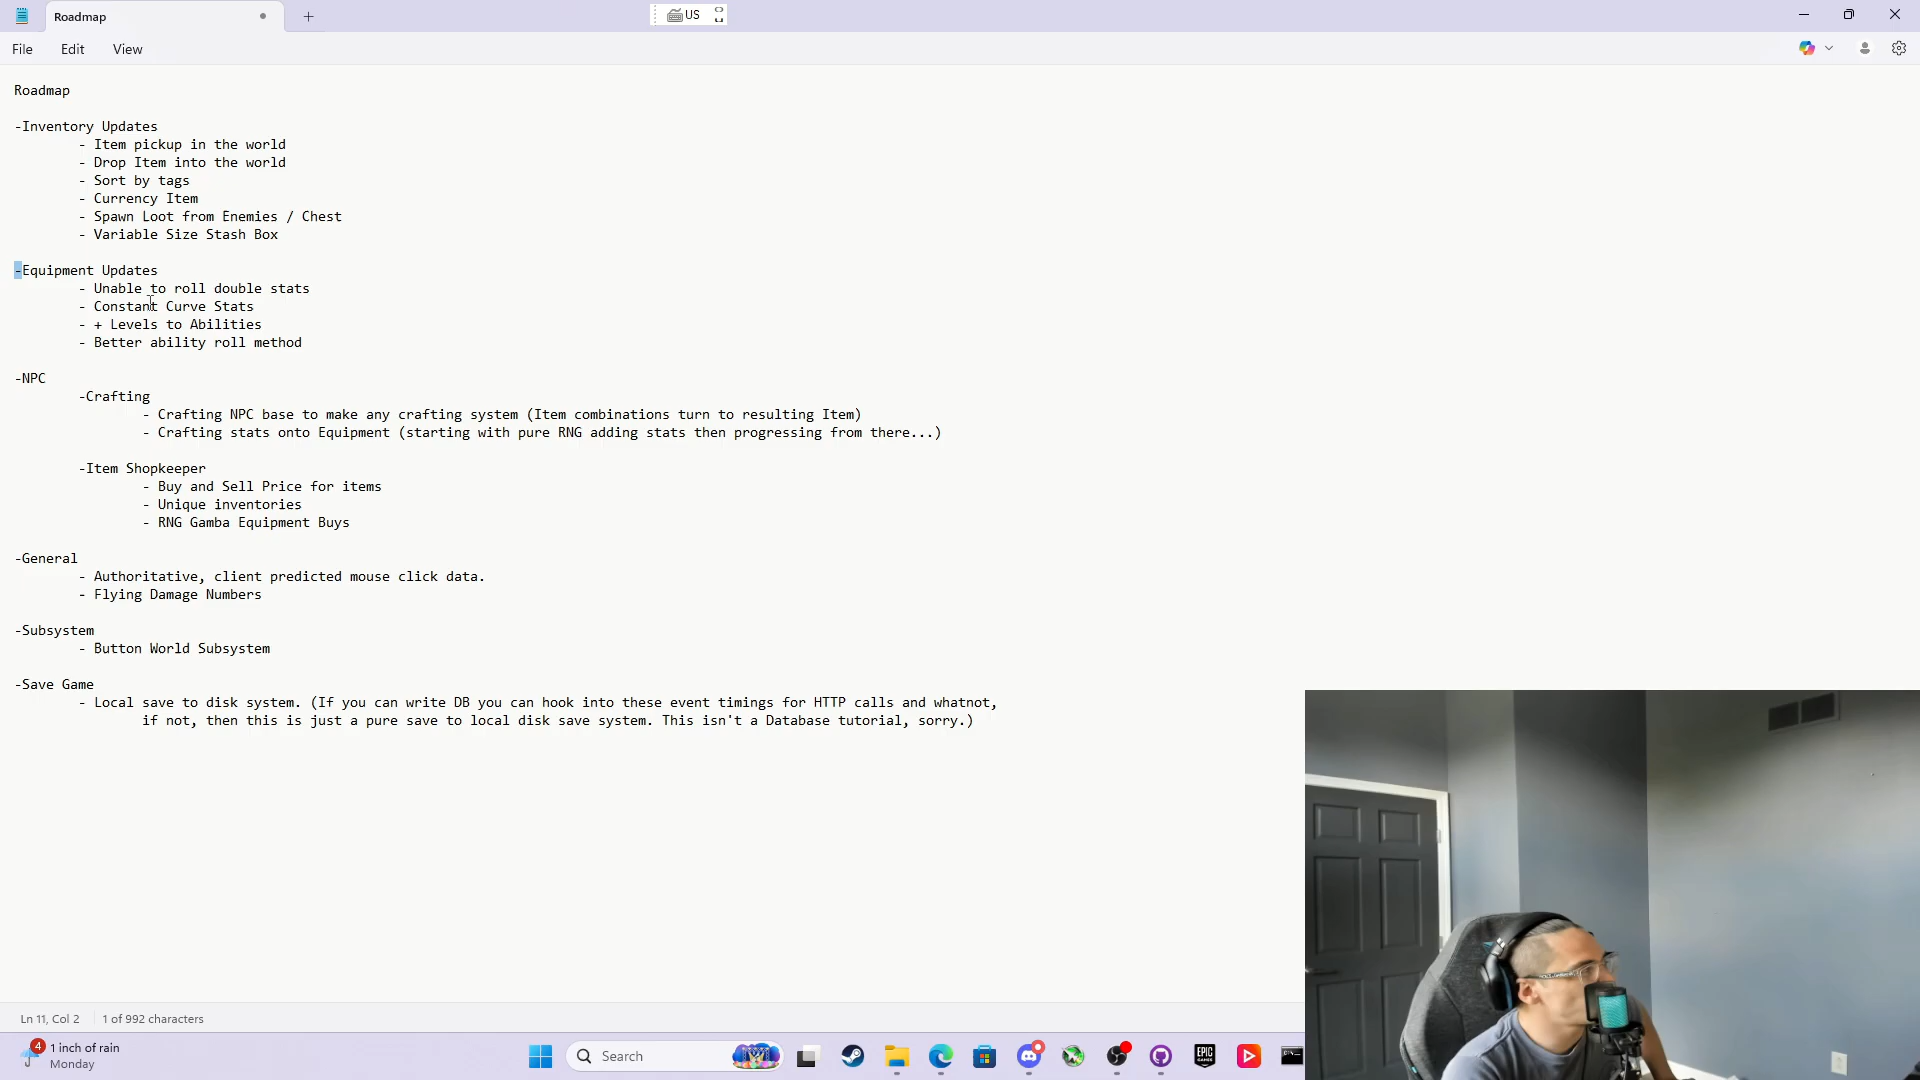 Roadmap
US
File Edit View
Roadmap
-Inventory Updates
- Item pickup in the world
- Drop Item into the world
- Sort by tags
- Currency Item
- Spawn Loot from Enemies / Chest
- Variable Size Stash Box
-Equipment Updates
- Unable to roll double stats
- Constant Curve Stats
- + Levels to Abilities
- Better ability roll method
-NPC
-Crafting
- Crafting NPC base to make any crafting system (Item combinations turn to resulting Item)
- Crafting stats onto Equipment (starting with pure RNG adding stats then progressing from there...)
-Item Shopkeeper
- Buy and Sell Price for items
- Unique inventories
- RNG Gamba Equipment Buys
-General
- Authoritative, client predicted mouse click data.
- Flying Damage Numbers
-Subsystem
- Button World Subsystem
-Save Game
- Local save to disk system. (If you can write DB you can hook into these event timings for HTTP calls and whatnot,
if not, then this is just a pure save to local disk save system. This isn't a Database tutorial, sorry.)
Ln 11, Col 2 1 of 992 characters
4
1 inch of rain
Monday
Search
EPIC
GAMES